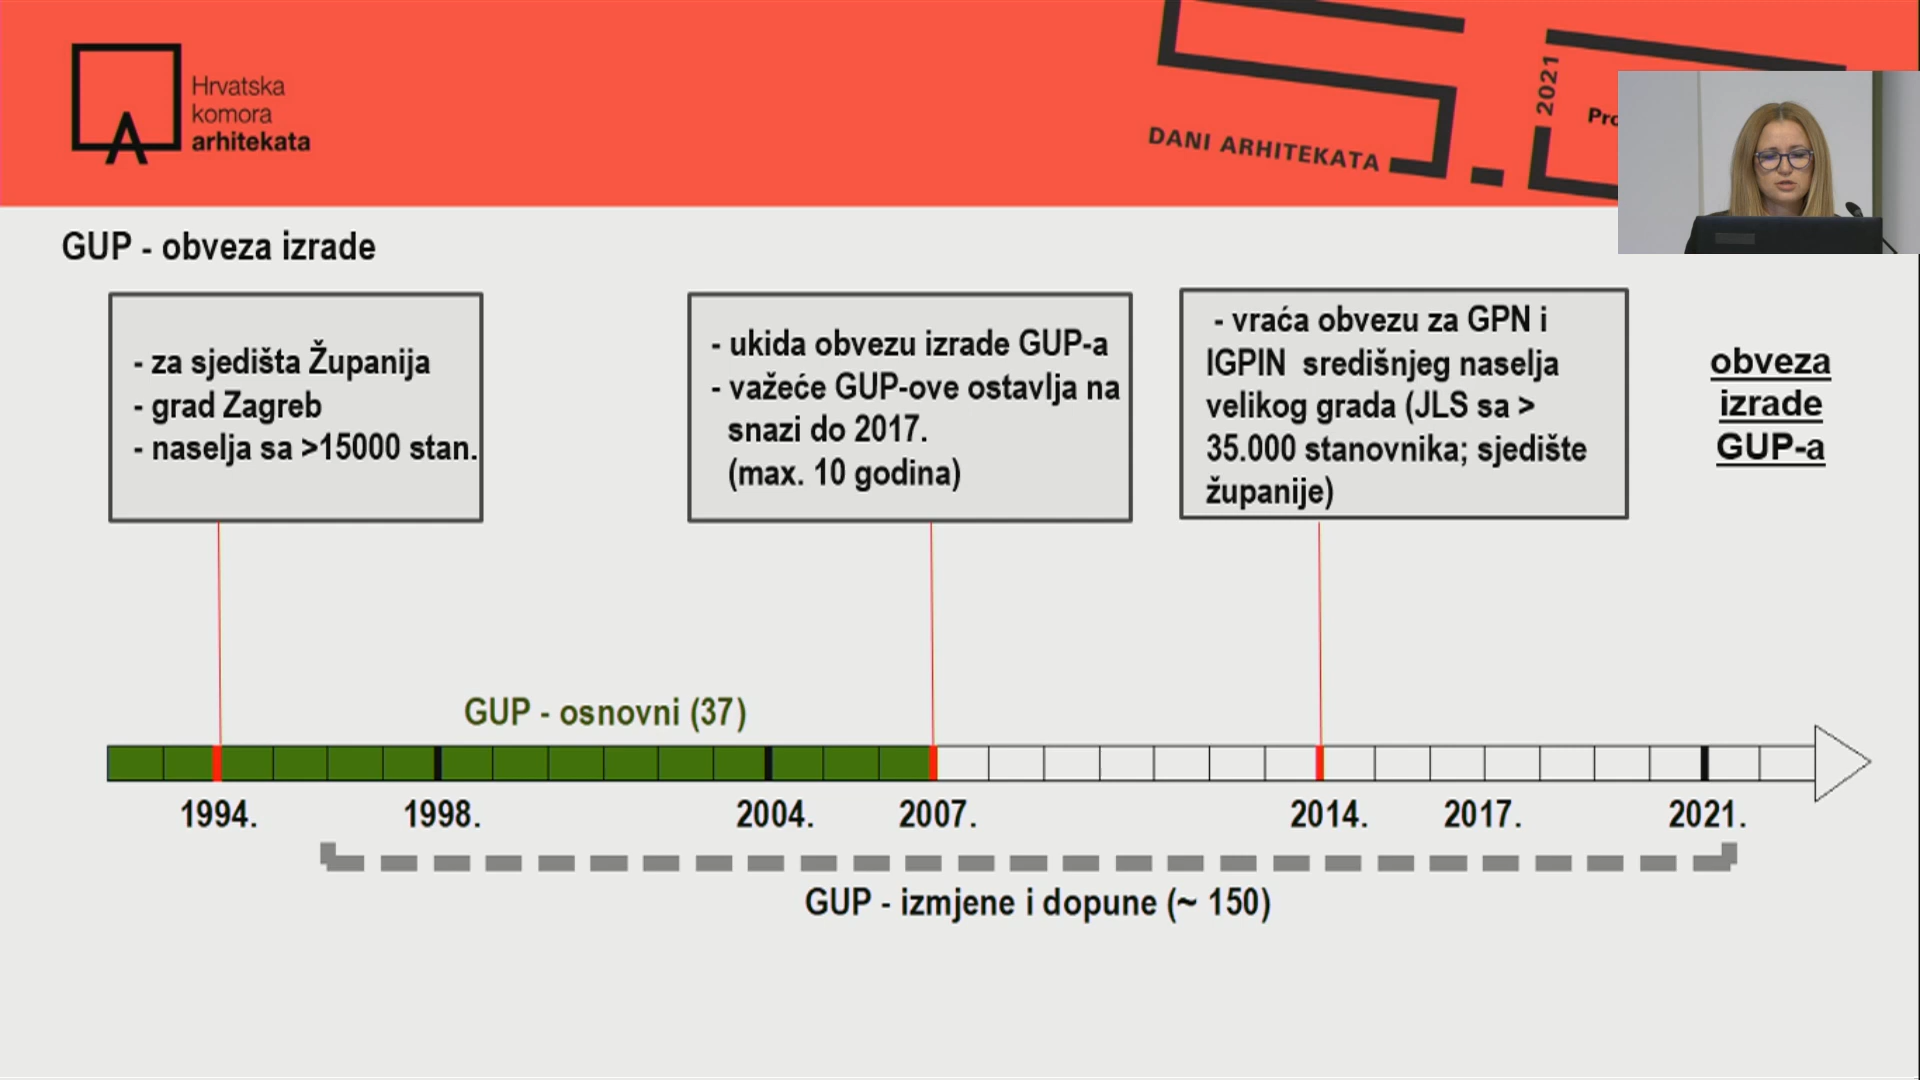 Hrvatska
komora
arhitekata
DANI ARHITEKATA
2021
GUP - obveza izrade
- za sjedišta Županija
- grad Zagreb
- naselja sa >15000 stan.
- ukida obvezu izrade GUP-a
- važeće GUP-ove ostavlja na
snazi do 2017.
(max. 10 godina)
- vraća obvezu za GPN i
IGPIN središnjeg naselja
velikog grada (JLS sa >
35.000 stanovnika; sjedište
županije)
obveza
izrade
GUP-a
GUP - osnovni (37)
1994. 1998. 2004. 2007. 2014. 2017. 2021.
GUP - izmjene i dopune (~ 150)